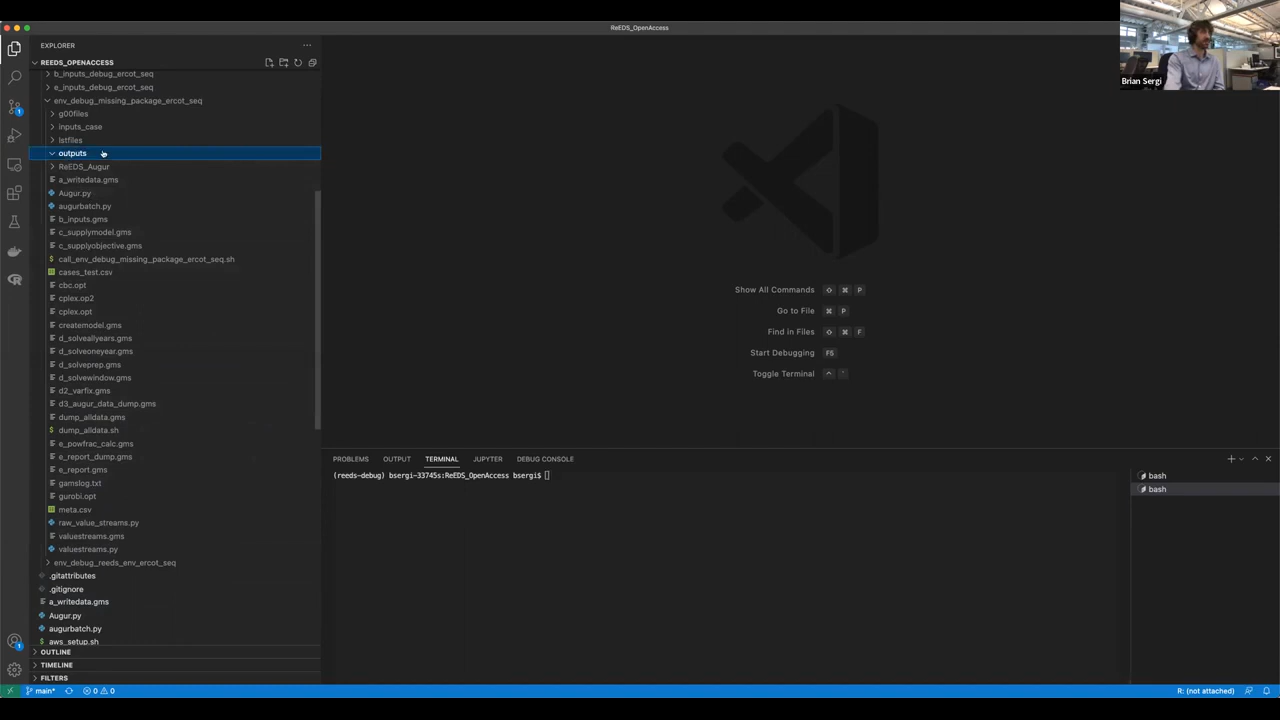 ReEDS_OpenAccess
Brian Sergi
EXPLORER
REEDS_OPENACCESS
b_inputs_debug_ercot_seq
e_inputs_debug_ercot_seq
env_debug_missing_package_ercot_seq
g00files
inputs_case
lstfiles
outputs
ReEDS_Augur
a_writedata.gms
Augur.py
augurbatch.py
b_inputs.gms
c_supplymodel.gms
c_supplyobjective.gms
call_env_debug_missing_package_ercot_seq.sh
cases_test.csv
cbc.opt
cplex.op2
cplex.opt
createmodel.gms
d_solveallyears.gms
d_solveoneyear.gms
d_solveprep.gms
d_solvewindow.gms
d2_varfix.gms
d3_augur_data_dump.gms
dump_alldata.gms
dump_alldata.sh
e_powfrac_calc.gms
e_report_dump.gms
e_report.gms
gamslog.txt
gurobi.opt
meta.csv
raw_value_streams.py
valuestreams.gms
valuestreams.py
env_debug_reeds_env_ercot_seq
.gitattributes
.gitignore
a_writedata.gms
Augur.py
augurbatch.py
aws_setup.sh
OUTLINE
TIMELINE
FILTERS
Show All Commands ⇧ ⌘ P
Go to File ⌘ P
Find in Files ⇧ ⌘ F
Start Debugging F5
Toggle Terminal ^ `
PROBLEMS OUTPUT TERMINAL JUPYTER DEBUG CONSOLE
(reeds-debug) bsergi-33745s:ReEDS_OpenAccess bsergi$
bash
bash
main* 0 0 R: (not attached)